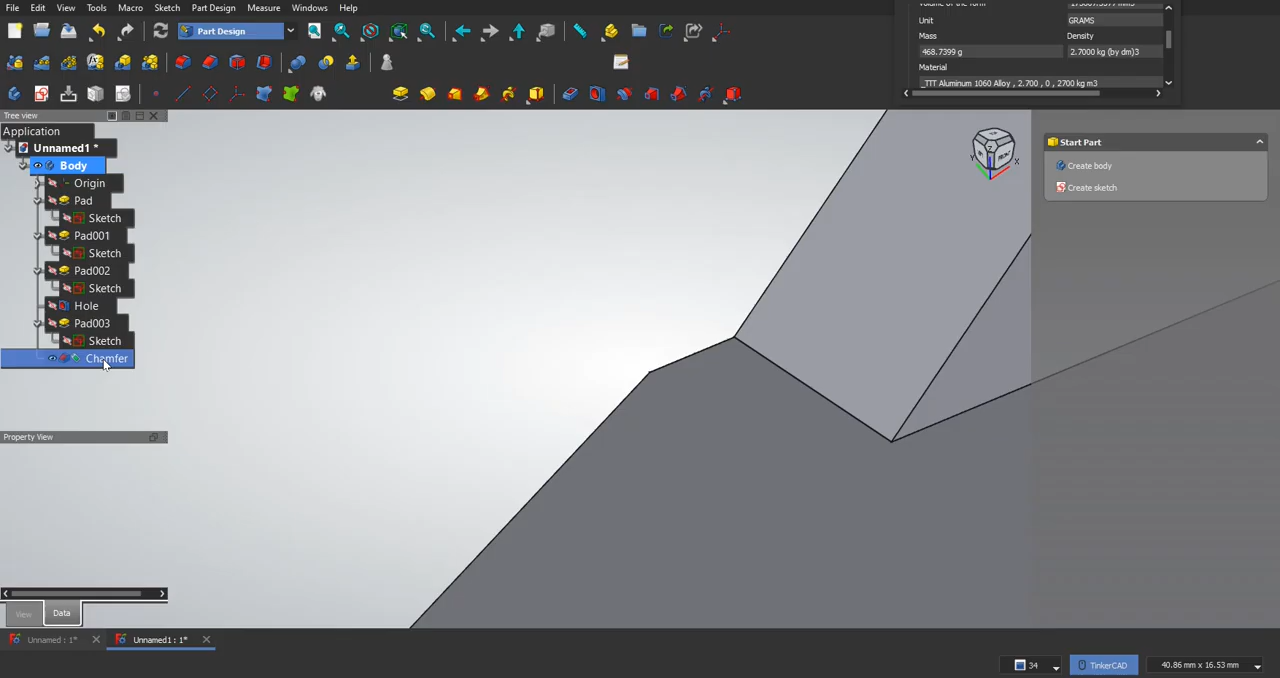 File Edit View Tools Macro Sketch Part Design Measure Windows Help
Part Design
Unit GRAMS
Mass Density
468.7399 g 2.7000 kg (by dm)3
Material
_TTT Aluminum 1060 Alloy , 2.700 , 0 , 2700 kg m3
Tree view
Application
Unnamed1 *
Body
Origin
Pad
Sketch
Pad001
Sketch
Pad002
Sketch
Hole
Pad003
Sketch
Chamfer
Z
Y
X
FRONT
Start Part
Create body
Create sketch
Property View
View Data
Unnamed : 1*
Unnamed1 : 1*
34
TinkerCAD
40.86 mm x 16.53 mm